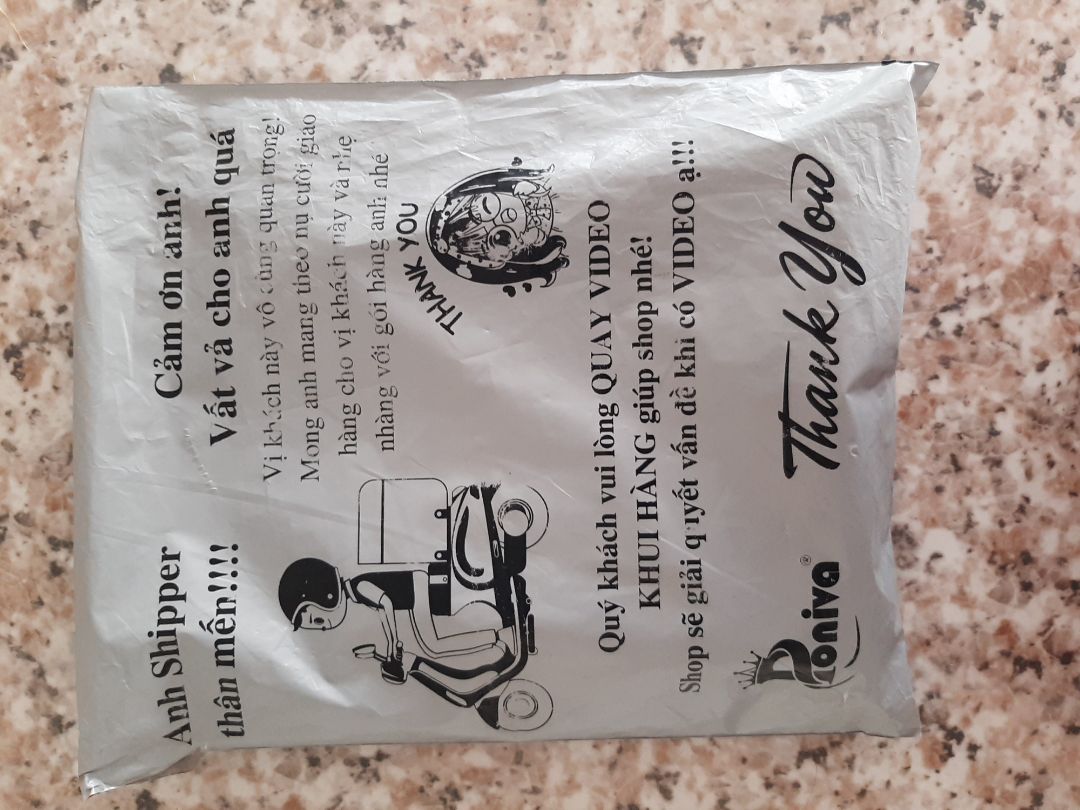 Anh Shipper
thân mến!!!!
Cảm ơn anh!
Vất vả cho anh quá
Vị khách này vô cùng quan trọng!
Mong anh mang theo nụ cười giao
hàng cho vị khách này và nhẹ
nhàng với gói hàng anh nhé
THANK YOU
Quý khách vui lòng QUAY VIDEO
KHUI HÀNG giúp shop nhé!
Shop sẽ giải quyết vấn đề khi có VIDEO ạ!!!
Roniva ®
Thank You